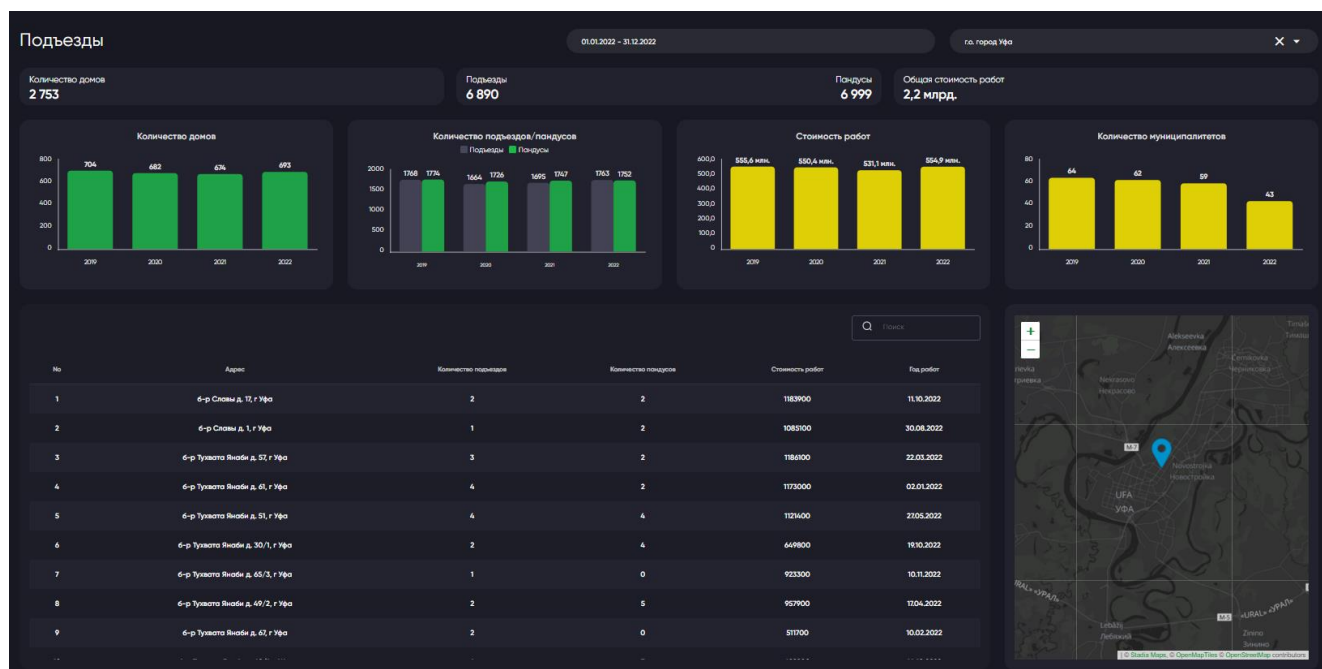 Подъезды
01.01.2022 - 31.12.2022
г.о. город Уфа
Количество домов
2 753
Подъезды
6 890
Пандусы
6 999
Общая стоимость работ
2,2 млрд.
Количество домов
800
600
400
200
0
704
682
674
693
2019
2020
2021
2022
Количество подъездов/пандусов
Подъезды
Пандусы
2000
1500
1000
500
0
1768 1774
1664 1726
1695 1747
1763 1752
2019
2020
2021
2022
Стоимость работ
600,0
500,0
400,0
300,0
200,0
100,0
0
555,6 млн.
550,4 млн.
531,1 млн.
554,9 млн.
2019
2020
2021
2022
Количество муниципалитетов
80
60
40
20
0
64
62
59
43
2019
2020
2021
2022
Поиск
No Адрес Количество подъездов Количество пандусов Стоимость работ Год работ
1 б-р Славы д. 17, г Уфа 2 2 1183900 11.10.2022
2 б-р Славы д. 1, г Уфа 1 2 1085100 30.08.2022
3 б-р Тухвата Янаби д. 57, г Уфа 3 2 1186100 22.03.2022
4 б-р Тухвата Янаби д. 61, г Уфа 4 2 1173000 02.01.2022
5 б-р Тухвата Янаби д. 51, г Уфа 4 4 1121400 27.05.2022
6 б-р Тухвата Янаби д. 30/1, г Уфа 2 4 649800 19.10.2022
7 б-р Тухвата Янаби д. 65/3, г Уфа 1 0 923300 10.11.2022
8 б-р Тухвата Янаби д. 49/2, г Уфа 2 5 957900 17.04.2022
9 б-р Тухвата Янаби д. 67, г Уфа 2 0 511700 10.02.2022
+
−
Alekseevka
Алексеевка
Nekrasovo
Некрасово
M-7
Новостройка
UFA
УФА
M-5
«URAL» «УРАЛ»
Lebiazhi
Лебяжий
Zinino
Зинино
© Stadia Maps, © OpenMapTiles © OpenStreetMap contributors